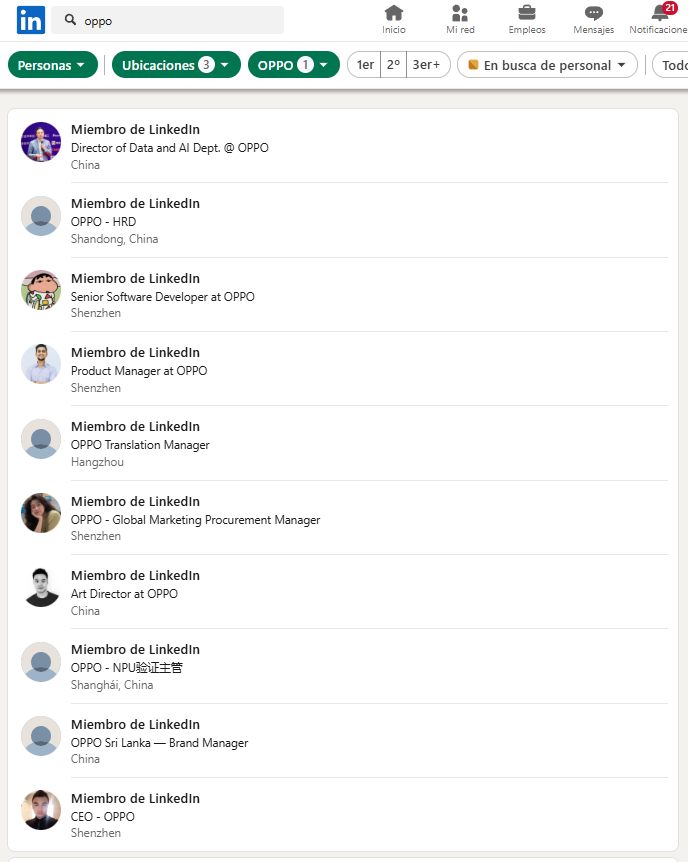 in
oppo
Inicio
Mi red
Empleos
Mensajes
21
Notificacione
Personas
Ubicaciones 3
OPPO 1
1er 2º 3er+
En busca de personal
Todo
Miembro de LinkedIn
Director of Data and AI Dept. @ OPPO
China
Miembro de LinkedIn
OPPO - HRD
Shandong, China
Miembro de LinkedIn
Senior Software Developer at OPPO
Shenzhen
Miembro de LinkedIn
Product Manager at OPPO
Shenzhen
Miembro de LinkedIn
OPPO Translation Manager
Hangzhou
Miembro de LinkedIn
OPPO - Global Marketing Procurement Manager
Shenzhen
Miembro de LinkedIn
Art Director at OPPO
China
Miembro de LinkedIn
OPPO - NPU验证主管
Shanghái, China
Miembro de LinkedIn
OPPO Sri Lanka — Brand Manager
China
Miembro de LinkedIn
CEO - OPPO
Shenzhen